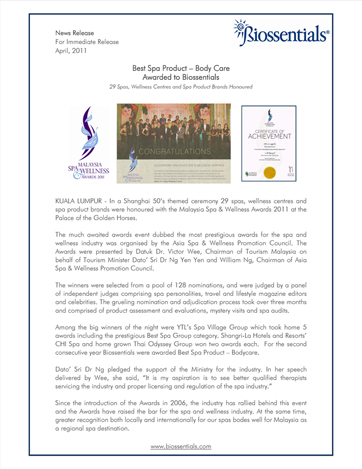 News Release
For Immediate Release
April, 2011
Biossentials®
Best Spa Product – Body Care
Awarded to Biossentials
29 Spas, Wellness Centres and Spa Product Brands Honoured
MALAYSIA
SPA & WELLNESS
AWARDS 2011
CONGRATULATIONS
CERTIFICATE OF
ACHIEVEMENT
KUALA LUMPUR - In a Shanghai 50's themed ceremony 29 spas, wellness centres and
spa product brands were honoured with the Malaysia Spa & Wellness Awards 2011 at the
Palace of the Golden Horses.
The much awaited awards event dubbed the most prestigious awards for the spa and
wellness industry was organised by the Asia Spa & Wellness Promotion Council. The
Awards were presented by Datuk Dr. Victor Wee, Chairman of Tourism Malaysia on
behalf of Tourism Minister Dato' Sri Dr Ng Yen Yen and William Ng, Chairman of Asia
Spa & Wellness Promotion Council.
The winners were selected from a pool of 128 nominations, and were judged by a panel
of independent judges comprising spa personalities, travel and lifestyle magazine editors
and celebrities. The grueling nomination and adjudication process took over three months
and comprised of product assessment and evaluations, mystery visits and spa audits.
Among the big winners of the night were YTL's Spa Village Group which took home 5
awards including the prestigious Best Spa Group category. Shangri-La Hotels and Resorts'
CHI Spa and home grown Thai Odyssey Group won two awards each. For the second
consecutive year Biossentials were awarded Best Spa Product – Bodycare.
Dato' Sri Dr Ng pledged the support of the Ministry for the industry. In her speech
delivered by Wee, she said, "It is my aspiration to see better qualified therapists
servicing the industry and proper licensing and regulation of the spa industry."
Since the introduction of the Awards in 2006, the industry has rallied behind this event
and the Awards have raised the bar for the spa and wellness industry. At the same time,
greater recognition both locally and internationally for our spas bodes well for Malaysia as
a regional spa destination.
www.biossentials.com